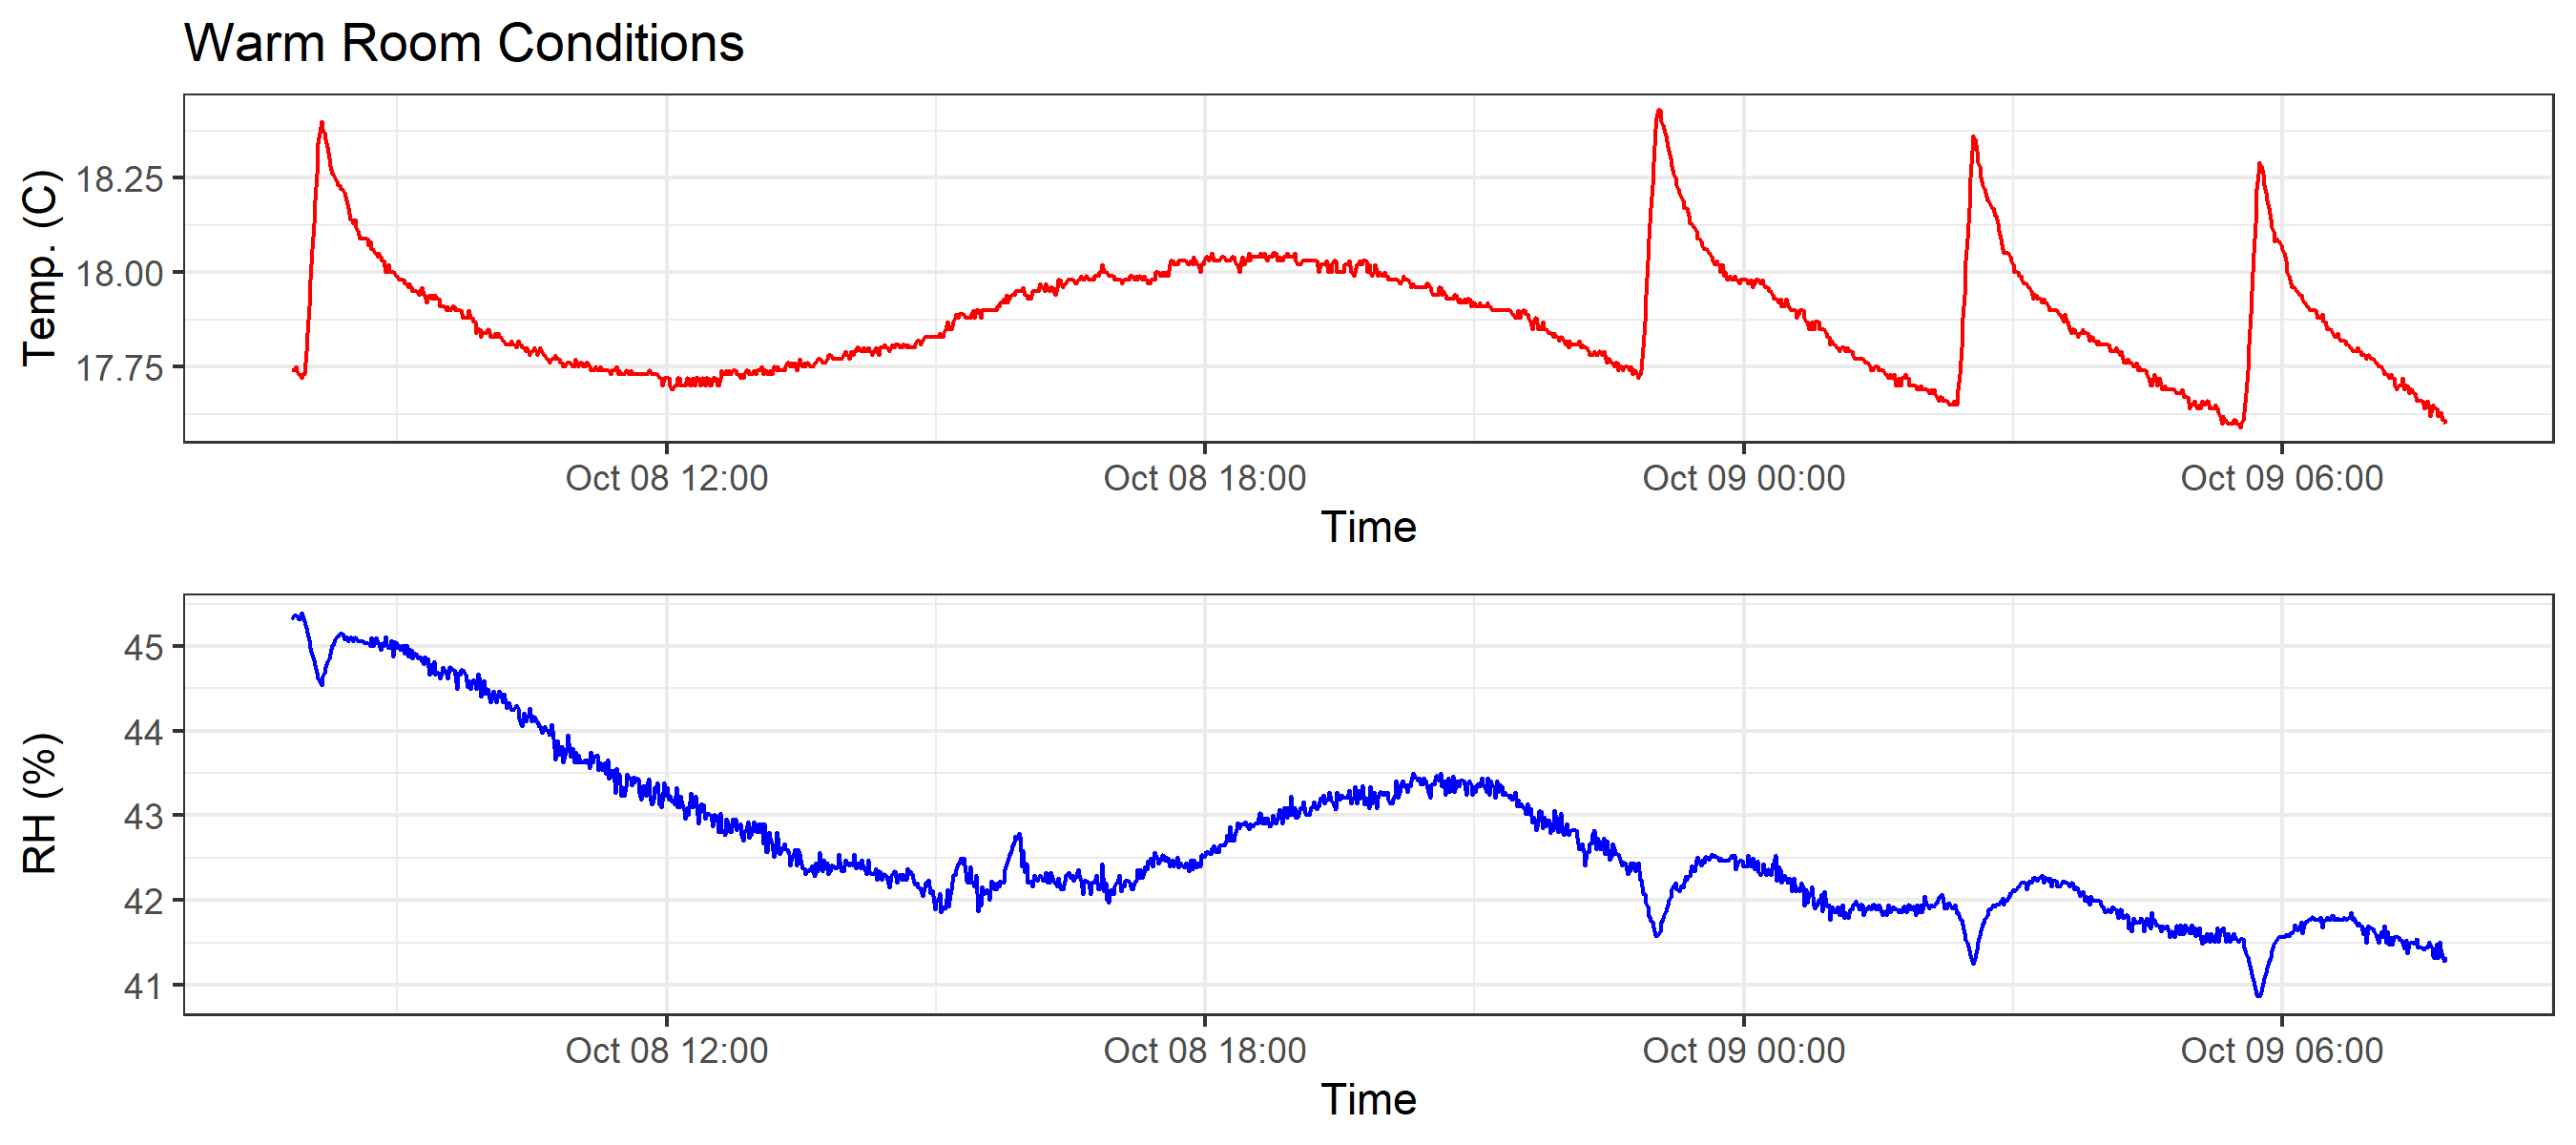 Warm Room Conditions
Temp. (C)
18.25
18.00
17.75
Oct 08 12:00 Oct 08 18:00 Oct 09 00:00 Oct 09 06:00
Time
RH (%)
45
44
43
42
41
Oct 08 12:00 Oct 08 18:00 Oct 09 00:00 Oct 09 06:00
Time